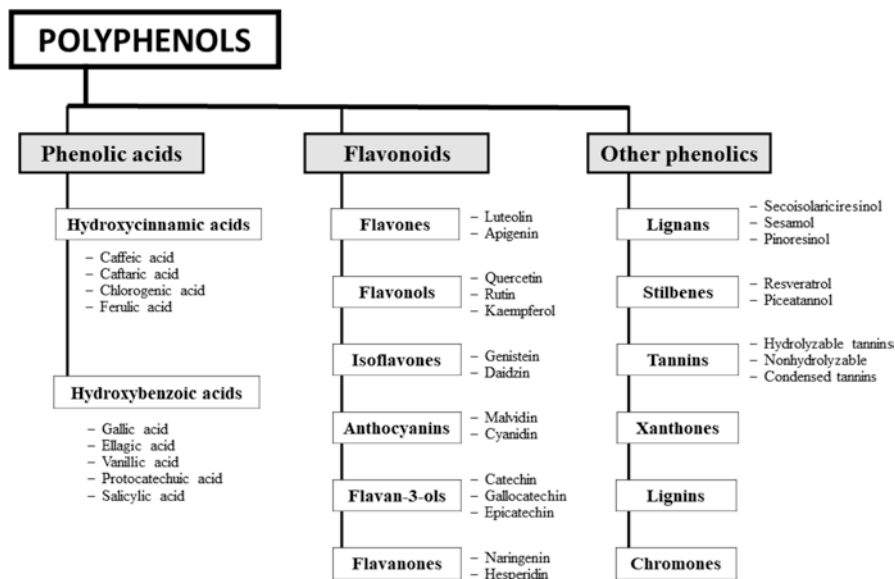 POLYPHENOLS
Phenolic acids
Hydroxycinnamic acids
– Caffeic acid
– Caftaric acid
– Chlorogenic acid
– Ferulic acid
Hydroxybenzoic acids
– Gallic acid
– Ellagic acid
– Vanillic acid
– Protocatechuic acid
– Salicylic acid
Flavonoids
Flavones
– Luteolin
– Apigenin
Flavonols
– Quercetin
– Rutin
– Kaempferol
Isoflavones
– Genistein
– Daidzin
Anthocyanins
– Malvidin
– Cyanidin
Flavan-3-ols
– Catechin
– Gallocatechin
– Epicatechin
Flavanones
– Naringenin
– Hesperidin
Other phenolics
Lignans
– Secoisolariciresinol
– Sesamol
– Pinoresinol
Stilbenes
– Resveratrol
– Piceatannol
Tannins
– Hydrolyzable tannins
– Nonhydrolyzable
– Condensed tannins
Xanthones
Lignins
Chromones